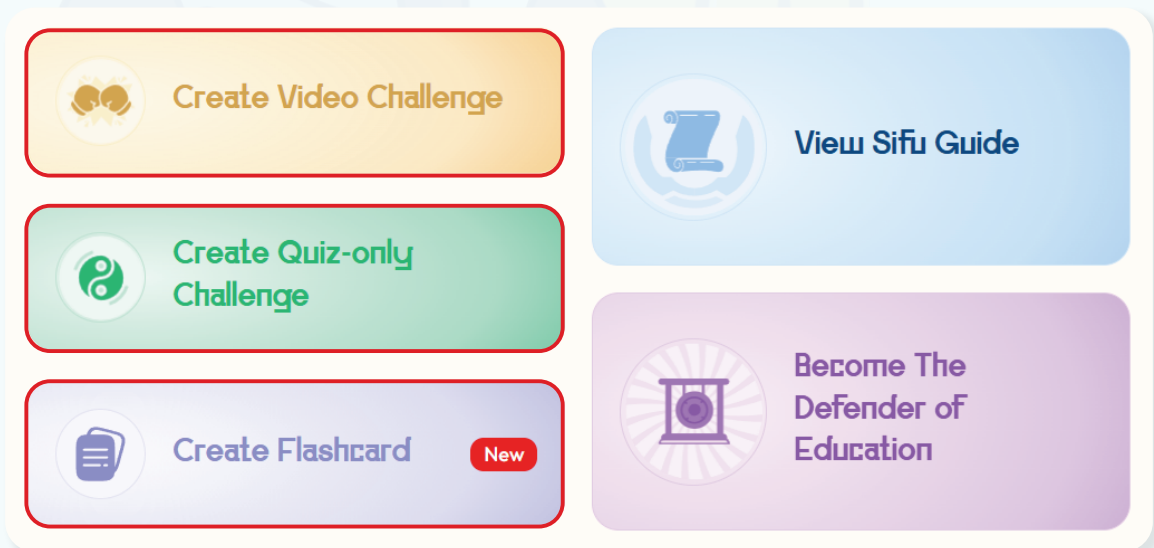 Create Video Challenge
Create Quiz-only
Challenge
Create Flashcard New
View Sifu Guide
Become The
Defender of
Education